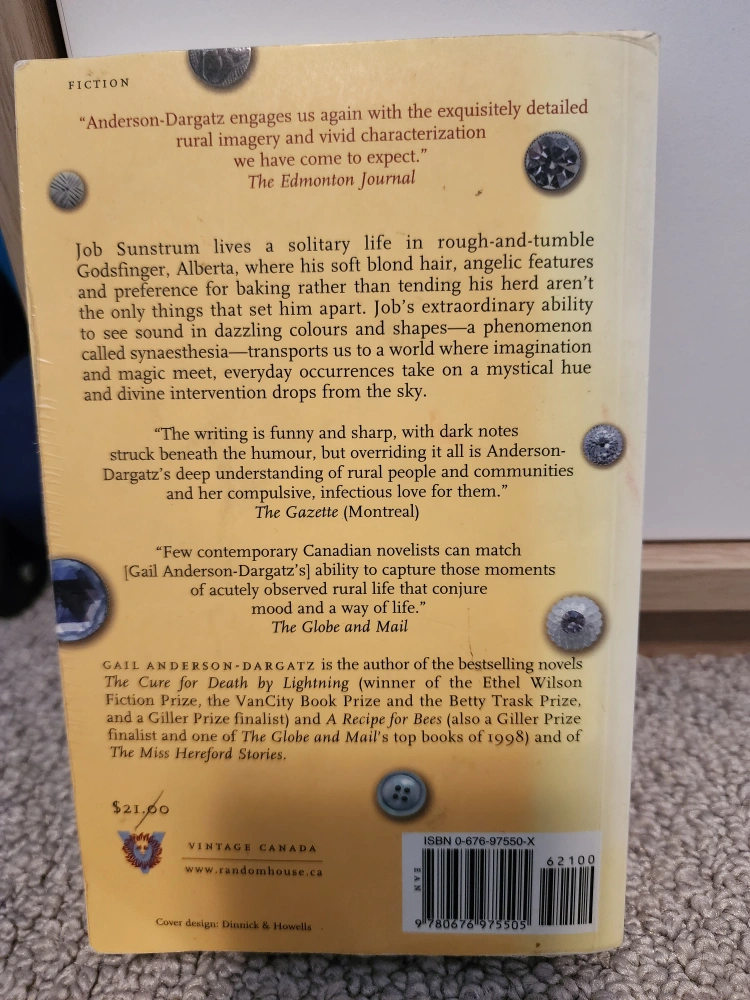 FICTION
“Anderson-Dargatz engages us again with the exquisitely detailed
rural imagery and vivid characterization
we have come to expect.”
The Edmonton Journal
Job Sunstrum lives a solitary life in rough-and-tumble
Godsfinger, Alberta, where his soft blond hair, angelic features
and preference for baking rather than tending his herd aren’t
the only things that set him apart. Job’s extraordinary ability
to see sound in dazzling colours and shapes—a phenomenon
called synaesthesia—transports us to a world where imagination
and magic meet, everyday occurrences take on a mystical hue
and divine intervention drops from the sky.
“The writing is funny and sharp, with dark notes
struck beneath the humour, but overriding it all is Anderson-
Dargatz’s deep understanding of rural people and communities
and her compulsive, infectious love for them.”
The Gazette (Montreal)
“Few contemporary Canadian novelists can match
[Gail Anderson-Dargatz’s] ability to capture those moments
of acutely observed rural life that conjure
mood and a way of life.”
The Globe and Mail
GAIL ANDERSON-DARGATZ is the author of the bestselling novels
The Cure for Death by Lightning (winner of the Ethel Wilson
Fiction Prize, the VanCity Book Prize and the Betty Trask Prize,
and a Giller Prize finalist) and A Recipe for Bees (also a Giller Prize
finalist and one of The Globe and Mail’s top books of 1998) and of
The Miss Hereford Stories.
$21.00
VINTAGE CANADA
www.randomhouse.ca
Cover design: Dinnick & Howells
ISBN 0-676-97550-X
62100
EAN
9 780676 975505